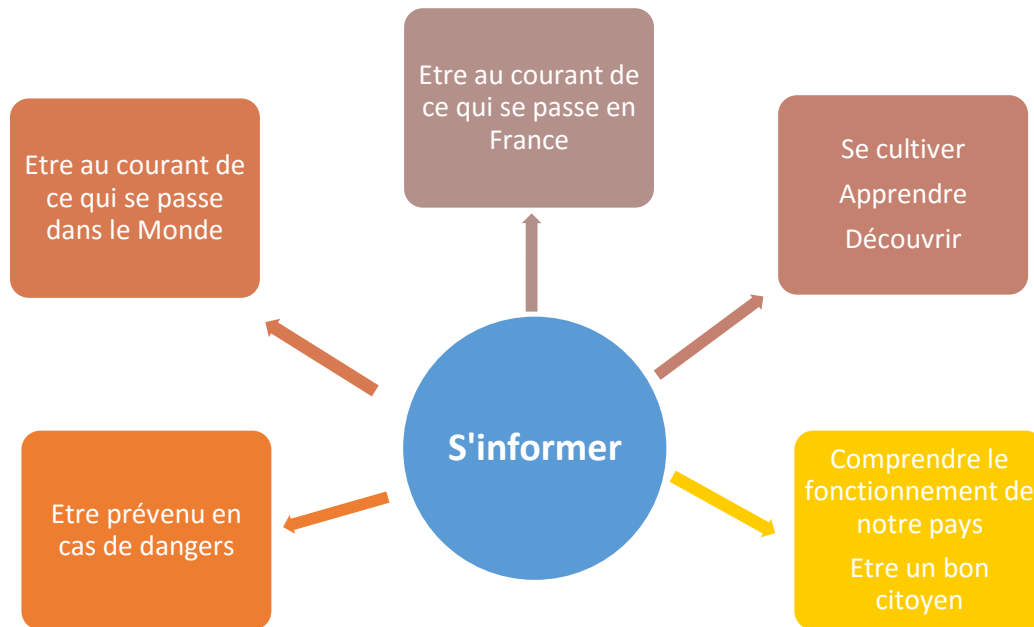 Etre au courant de
ce qui se passe en
France
Etre au courant de
ce qui se passe
dans le Monde
Se cultiver
Apprendre
Découvrir
S'informer
Etre prévenu en
cas de dangers
Comprendre le
fonctionnement de
notre pays
Etre un bon
citoyen